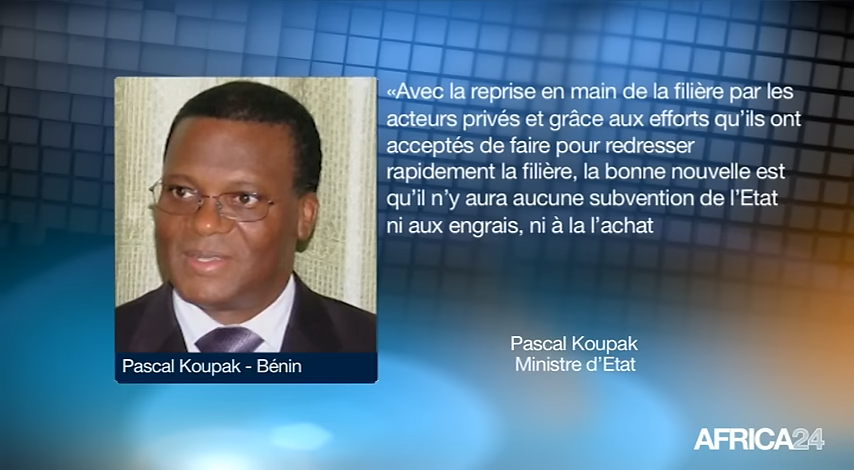 «Avec la reprise en main de la filière par les
acteurs privés et grâce aux efforts qu'ils ont
acceptés de faire pour redresser
rapidement la filière, la bonne nouvelle est
qu'il n'y aura aucune subvention de l'Etat
ni aux engrais, ni à la l'achat
Pascal Koupak - Bénin
Pascal Koupak
Ministre d'Etat
AFRICA24